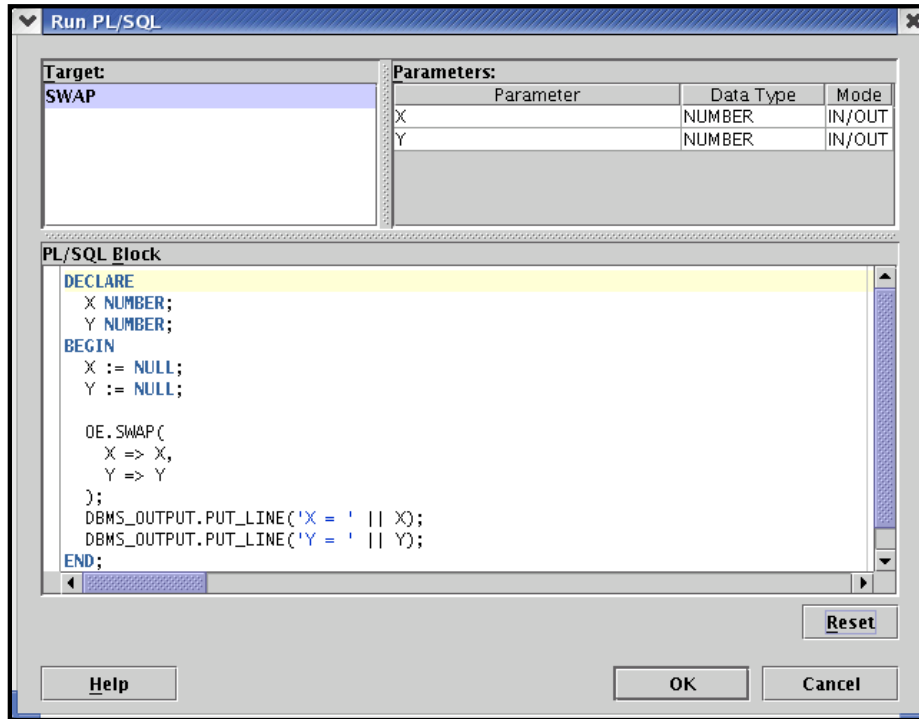 Run PL/SQL
Target:
SWAP
Parameters:
Parameter Data Type Mode
X NUMBER IN/OUT
Y NUMBER IN/OUT
PL/SQL Block
DECLARE
X NUMBER;
Y NUMBER;
BEGIN
X := NULL;
Y := NULL;
OE.SWAP(
X => X,
Y => Y
);
DBMS_OUTPUT.PUT_LINE('X = ' || X);
DBMS_OUTPUT.PUT_LINE('Y = ' || Y);
END;
Reset
Help OK Cancel